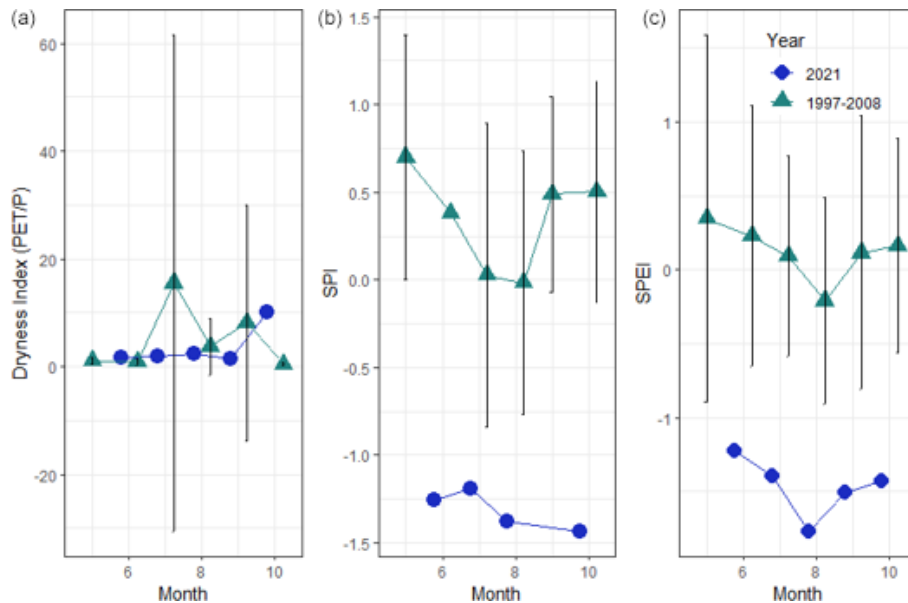 (a)
60
40
20
0
-20
Dryness Index (PET/P)
6
8
10
Month
(b)
1.5
1.0
0.5
0.0
-0.5
-1.0
-1.5
SPI
6
8
10
Month
(c)
1
0
-1
SPEI
Year
2021
1997-2008
6
8
10
Month